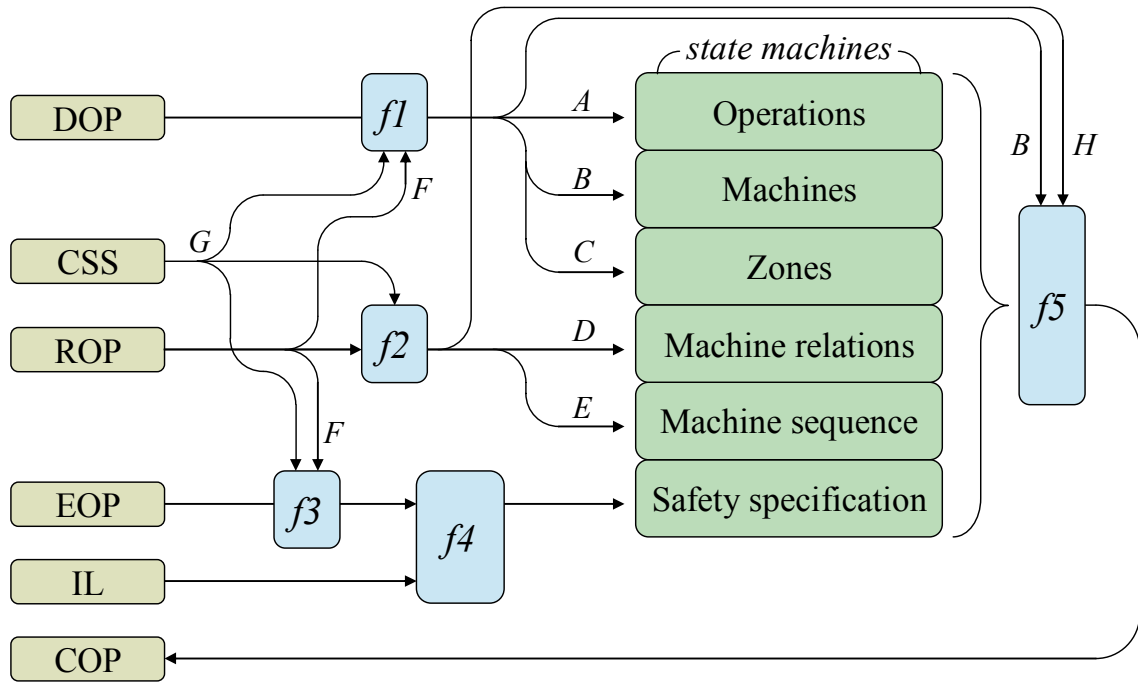 state machines
DOP
f1
A
Operations
F
B
Machines
B
H
CSS
G
C
Zones
f5
ROP
f2
D
Machine relations
E
Machine sequence
F
EOP
f3
f4
Safety specification
IL
COP